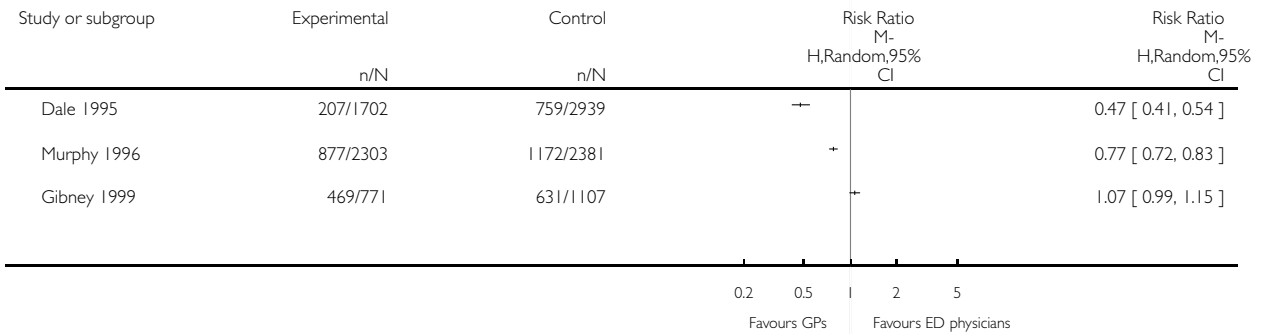 Study or subgroup Experimental Control Risk Ratio Risk Ratio
n/N n/N M-H,Random,95% CI M-H,Random,95% CI
Dale 1995 207/1702 759/2939 0.47 [ 0.41, 0.54 ]
Murphy 1996 877/2303 1172/2381 0.77 [ 0.72, 0.83 ]
Gibney 1999 469/771 631/1107 1.07 [ 0.99, 1.15 ]
0.2 0.5 1 2 5
Favours GPs Favours ED physicians